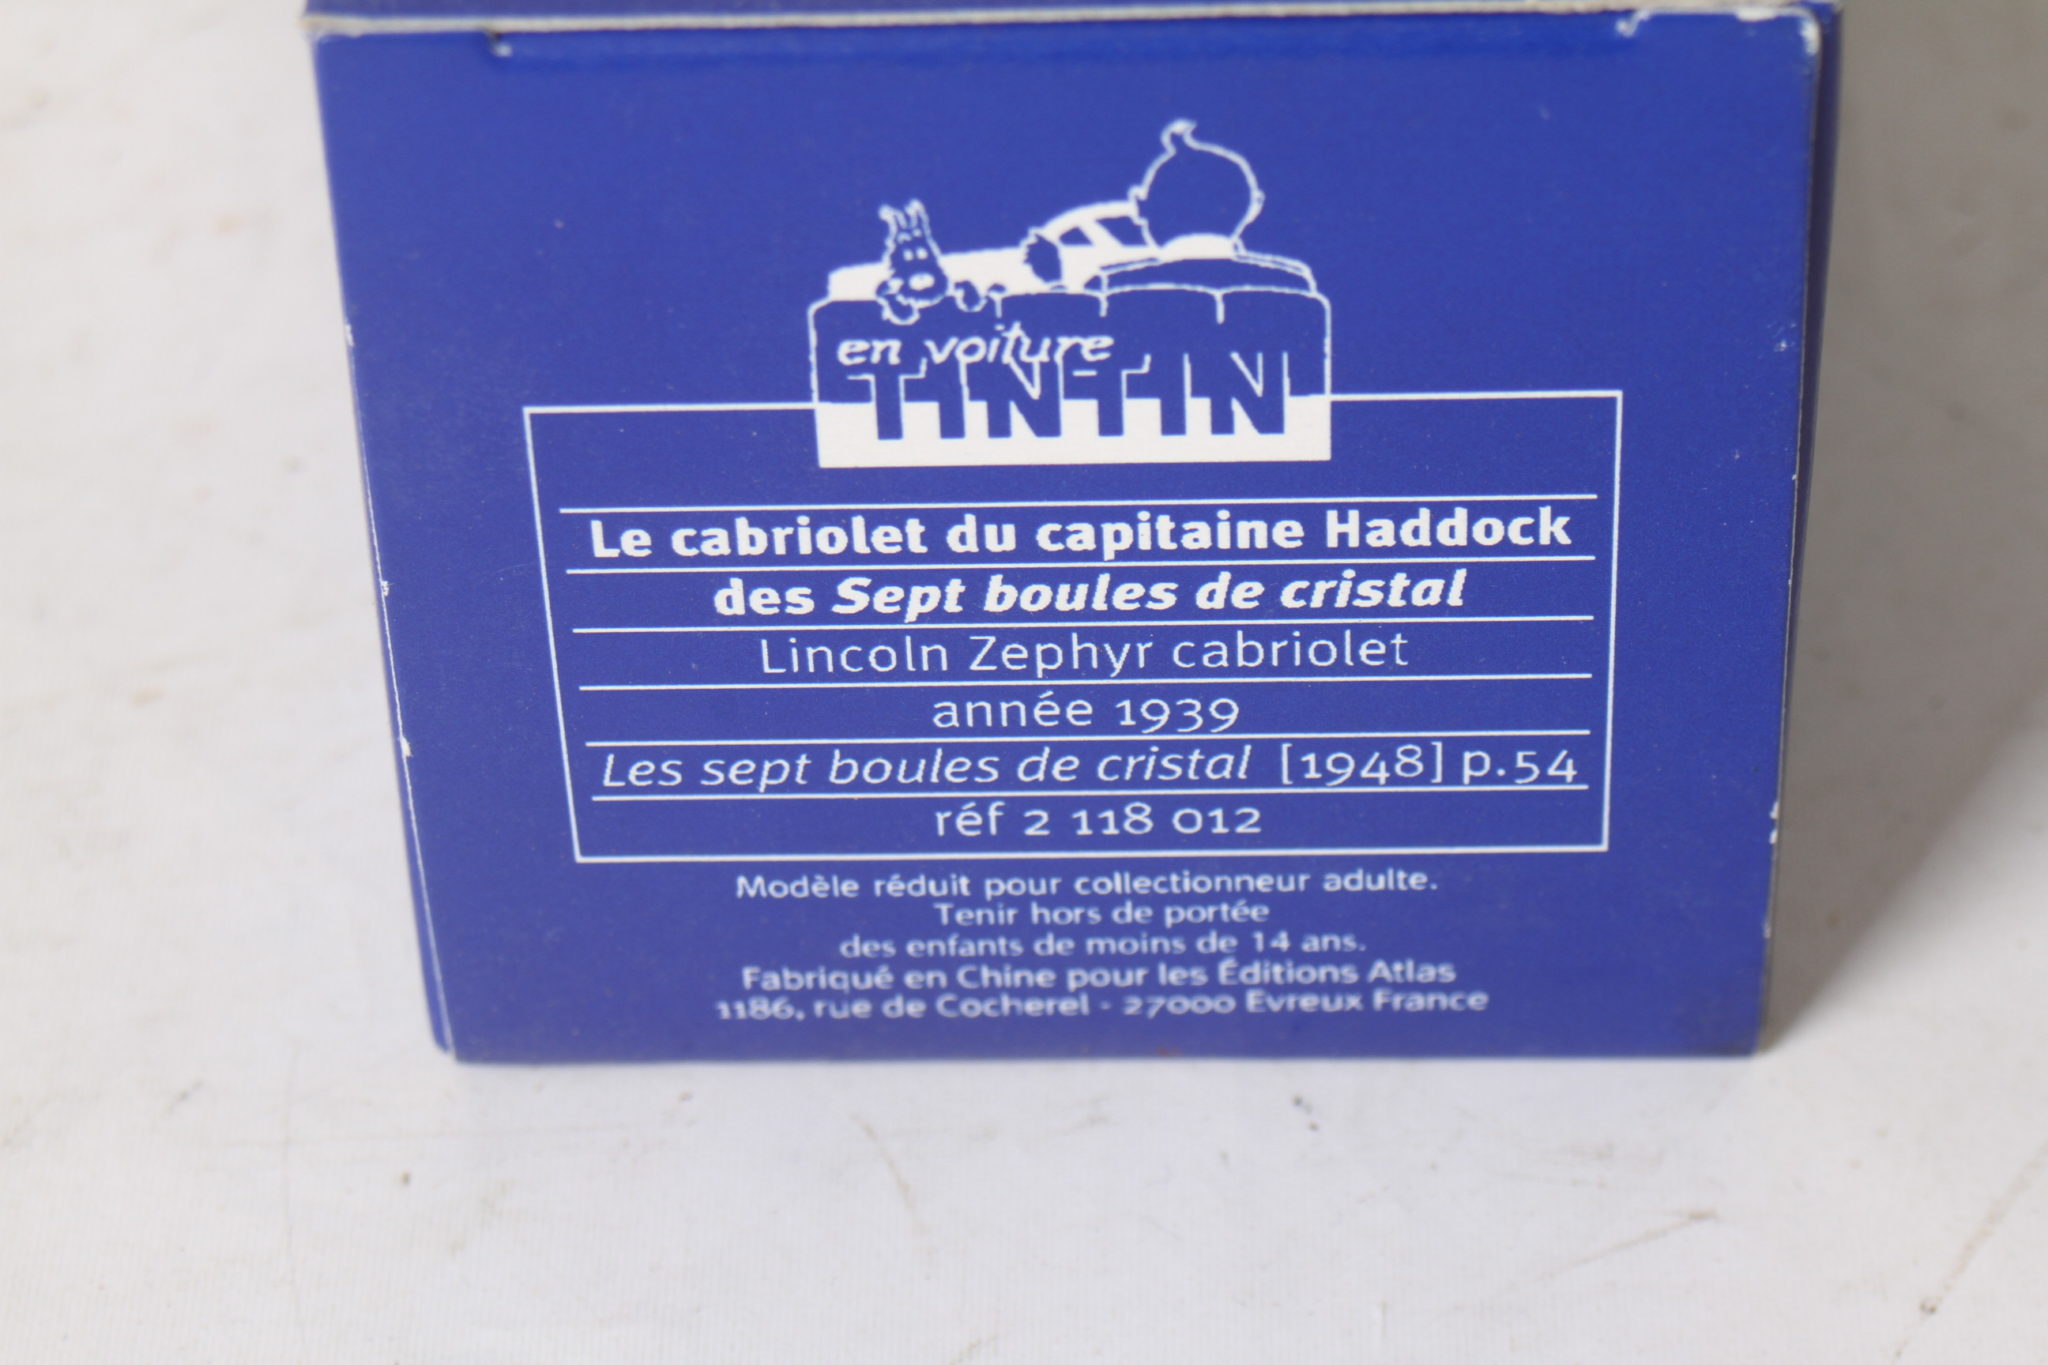 en voiture
TINTIN
Le cabriolet du capitaine Haddock
des Sept boules de cristal
Lincoln Zephyr cabriolet
année 1939
Les sept boules de cristal [1948] p.54
réf 2 118 012
Modèle réduit pour collectionneur adulte.
Tenir hors de portée
des enfants de moins de 14 ans.
Fabriqué en Chine pour les Éditions Atlas
1186, rue de Cocherel - 27000 Evreux France